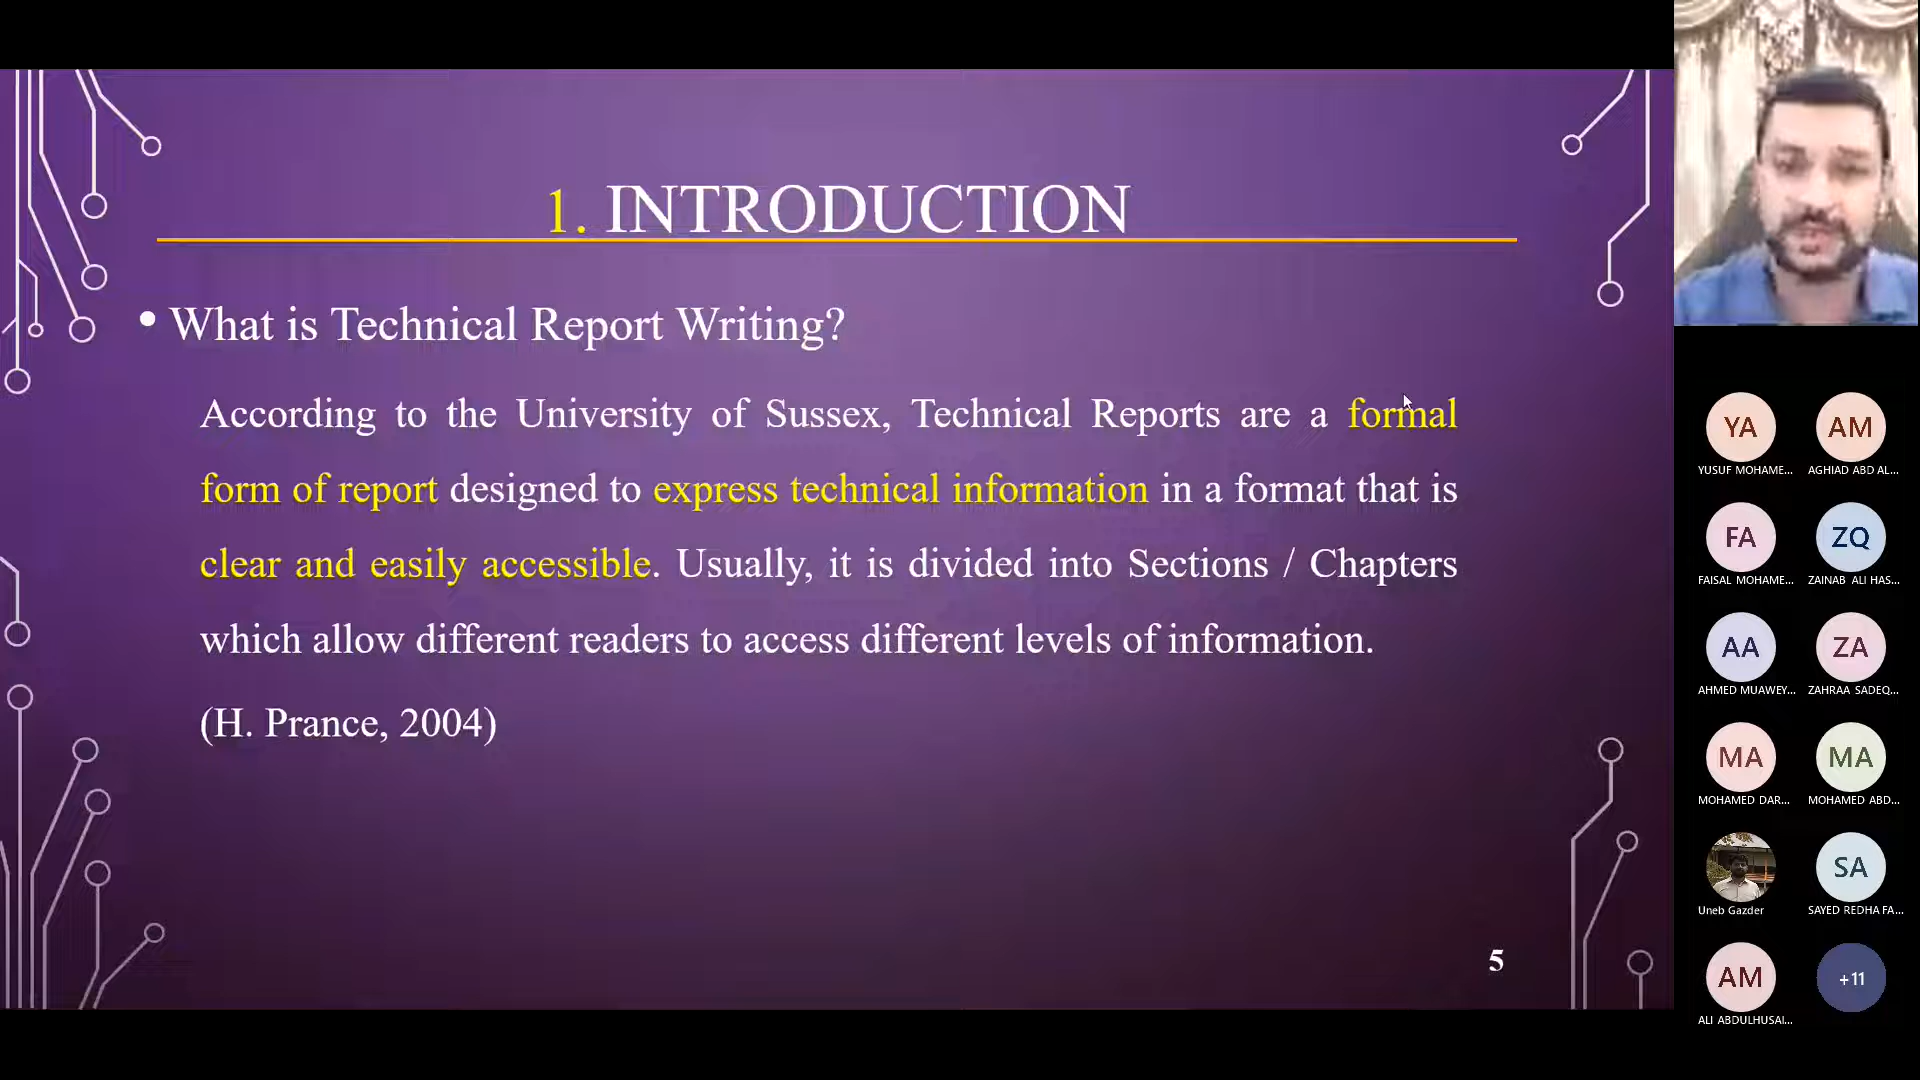 1. INTRODUCTION
• What is Technical Report Writing?
According to the University of Sussex, Technical Reports are a formal
form of report designed to express technical information in a format that is
clear and easily accessible. Usually, it is divided into Sections / Chapters
which allow different readers to access different levels of information.
(H. Prance, 2004)
5
YA
YUSUF MOHAME...
AM
AGHIAD ABD AL...
FA
FAISAL MOHAME...
ZQ
ZAINAB ALI HAS...
AA
AHMED MUAWEY...
ZA
ZAHRAA SADEQ...
MA
MOHAMED DAR...
MA
MOHAMED ABD...
Uneb Gazder
SA
SAYED REDHA FA...
AM
ALI ABDULHUSAI...
+11